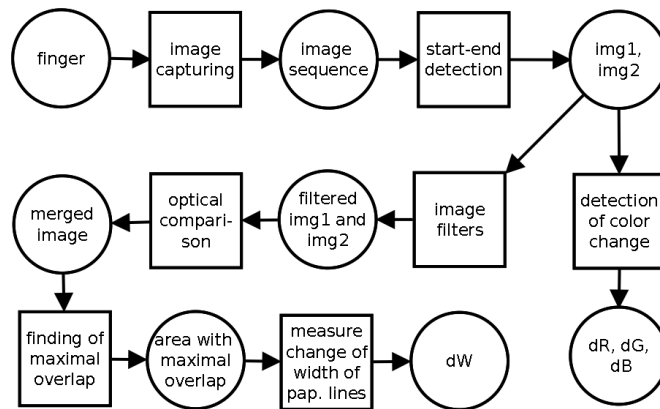 finger
image
capturing
image
sequence
start-end
detection
img1,
img2
merged
image
optical
compari-
son
filtered
img1 and
img2
image
filters
detection
of color
change
finding of
maximal
overlap
area with
maximal
overlap
measure
change of
width of
pap. lines
dW
dR, dG,
dB